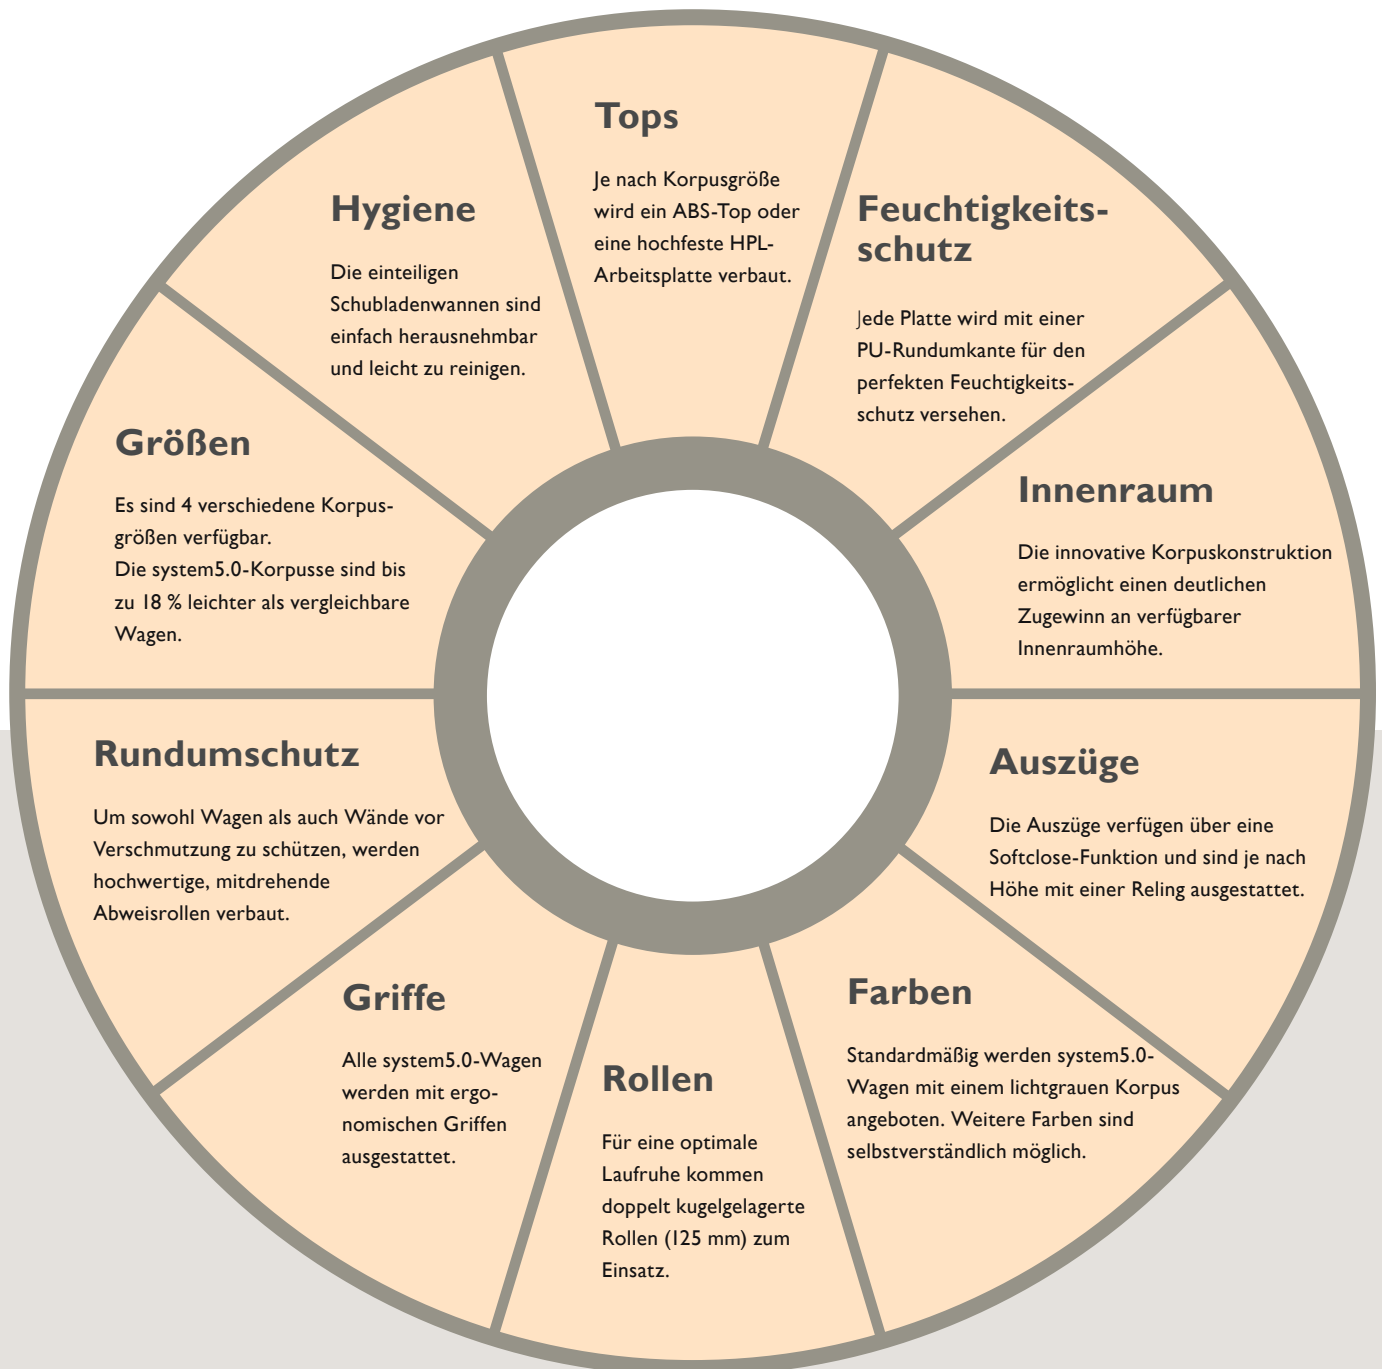 Tops
Je nach Korpusgröße
wird ein ABS-Top oder
eine hochfeste HPL-
Arbeitsplatte verbaut.
Feuchtigkeits-
schutz
Jede Platte wird mit einer
PU-Rundumkante für den
perfekten Feuchtigkeits-
schutz versehen.
Innenraum
Die innovative Korpuskonstruktion
ermöglicht einen deutlichen
Zugewinn an verfügbarer
Innenraumhöhe.
Auszüge
Die Auszüge verfügen über eine
Softclose-Funktion und sind je nach
Höhe mit einer Reling ausgestattet.
Farben
Standardmäßig werden system5.0-
Wagen mit einem lichtgrauen Korpus
angeboten. Weitere Farben sind
selbstverständlich möglich.
Rollen
Für eine optimale
Laufruhe kommen
doppelt kugelgelagerte
Rollen (125 mm) zum
Einsatz.
Griffe
Alle system5.0-Wagen
werden mit ergo-
nomischen Griffen
ausgestattet.
Rundumschutz
Um sowohl Wagen als auch Wände vor
Verschmutzung zu schützen, werden
hochwertige, mitdrehende
Abweisrollen verbaut.
Größen
Es sind 4 verschiedene Korpus-
größen verfügbar.
Die system5.0-Korpusse sind bis
zu 18 % leichter als vergleichbare
Wagen.
Hygiene
Die einteiligen
Schubladenwannen sind
einfach herausnehmbar
und leicht zu reinigen.